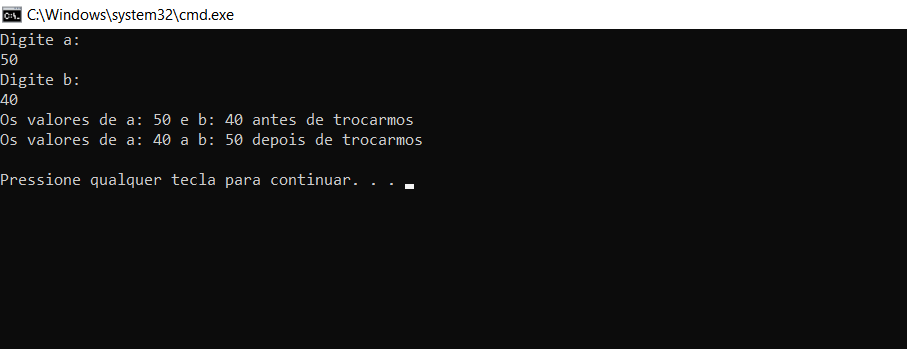 C:\Windows\system32\cmd.exe
Digite a:
50
Digite b:
40
Os valores de a: 50 e b: 40 antes de trocarmos
Os valores de a: 40 a b: 50 depois de trocarmos
Pressione qualquer tecla para continuar. . .